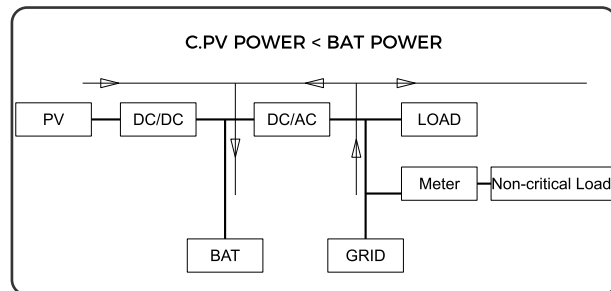 C.PV POWER < BAT POWER
PV
DC/DC
DC/AC
LOAD
Meter
Non-critical Load
BAT
GRID